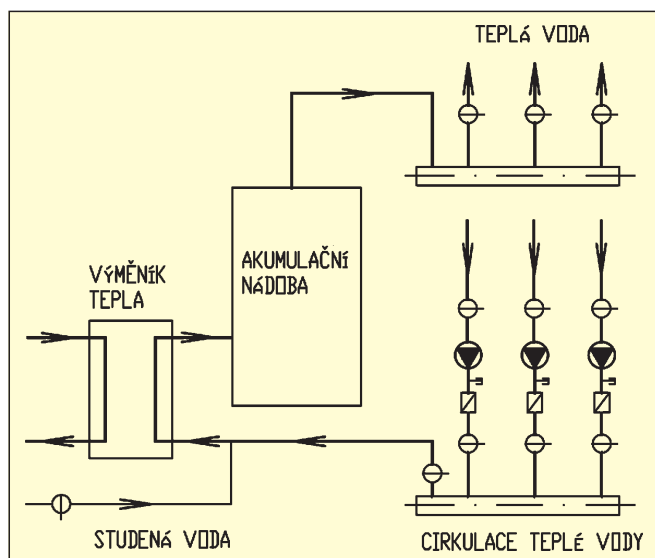 TEPLÁ VODA
AKUMULAČNÍ
NÁDOBA
VÝMĚNÍK
TEPLA
STUDENÁ VODA
CIRKULACE TEPLÉ VODY